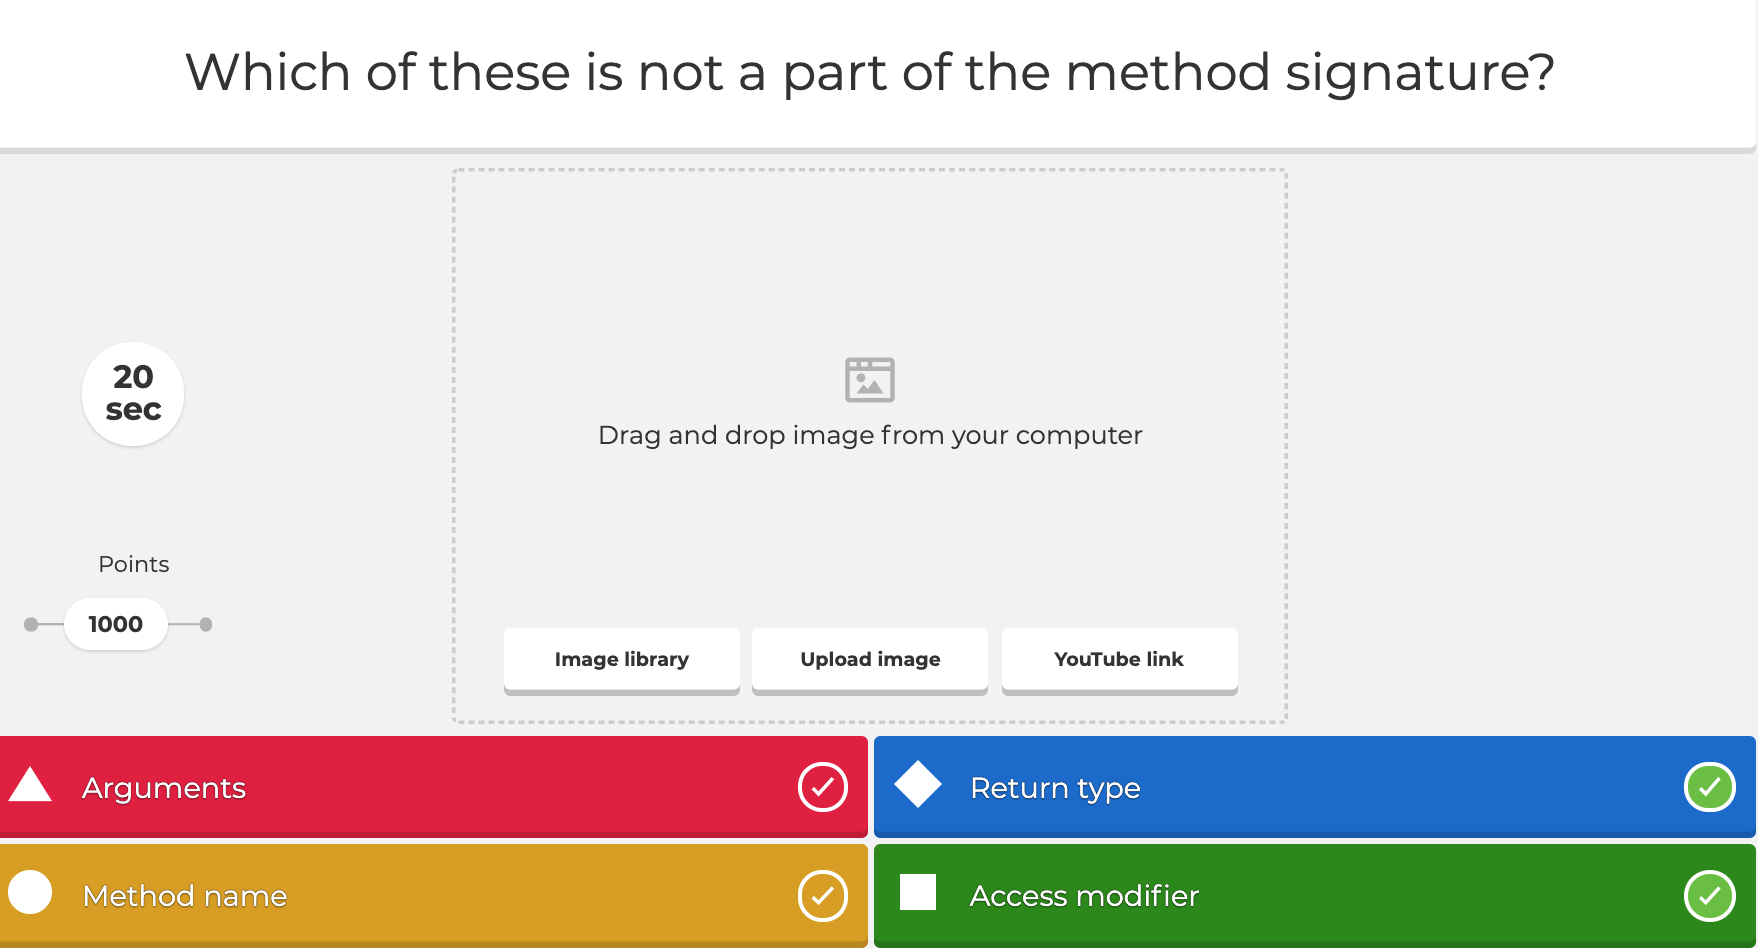 Which of these is not a part of the method signature?
20
sec
Drag and drop image from your computer
Points
1000
Image library
Upload image
YouTube link
Arguments
Return type
Method name
Access modifier